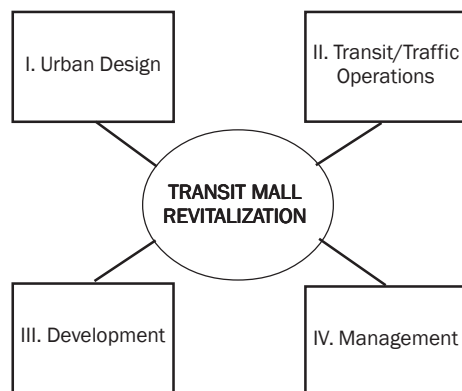 I. Urban Design
II. Transit/Traffic
Operations
TRANSIT MALL
REVITALIZATION
III. Development
IV. Management